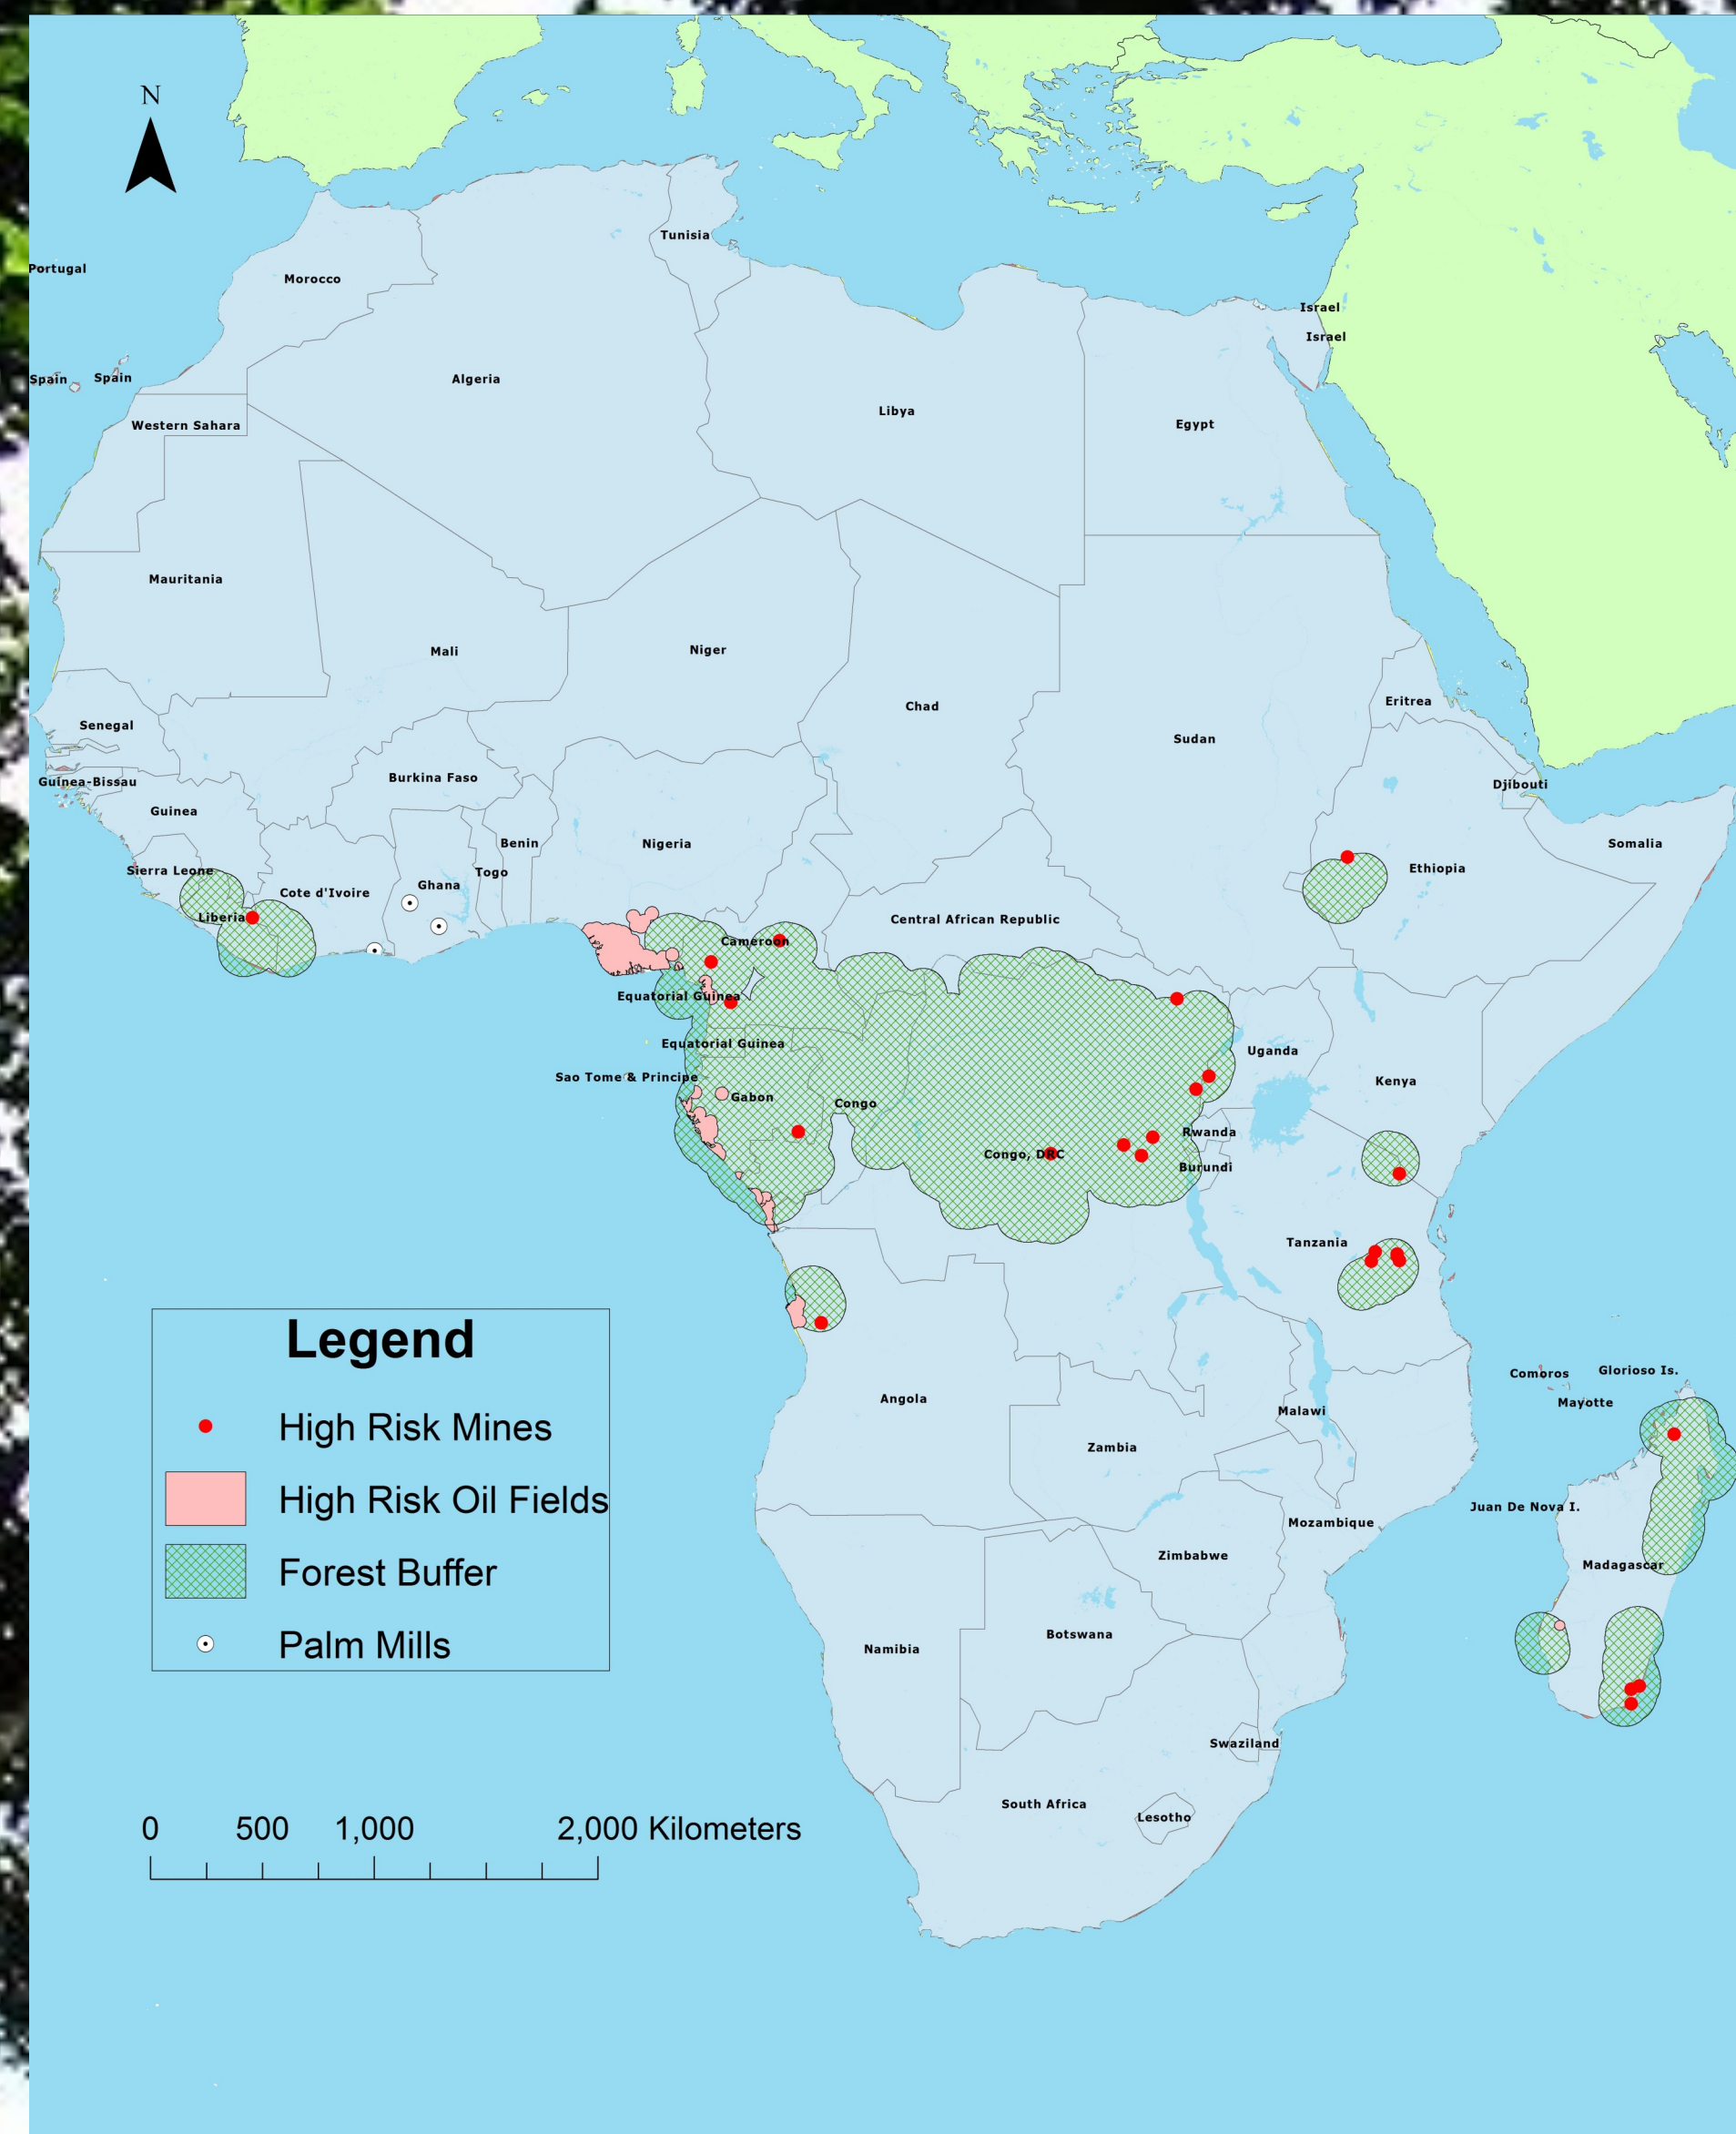 N
Tunisia
Portugal
Morocco
Israel
Israel
Spain
Spain
Algeria
Libya
Egypt
Western Sahara
Mauritania
Mali
Niger
Eritrea
Chad
Senegal
Sudan
Burkina Faso
Guinea-Bissau
Djibouti
Guinea
Benin
Nigeria
Somalia
Sierra Leone
Togo
Ethiopia
Ghana
Cote d'Ivoire
Liberia
Central African Republic
Cameroon
Equatorial Guinea
Equatorial Guinea
Uganda
Sao Tome & Principe
Kenya
Gabon
Congo
Rwanda
Congo, DRC
Burundi
Tanzania
Legend
High Risk Mines
High Risk Oil Fields
Forest Buffer
Palm Mills
Comoros
Glorioso Is.
Mayotte
Angola
Malawi
Zambia
Juan De Nova I.
Mozambique
Zimbabwe
Madagascar
Botswana
Namibia
Swaziland
South Africa
Lesotho
0 500 1,000 2,000 Kilometers